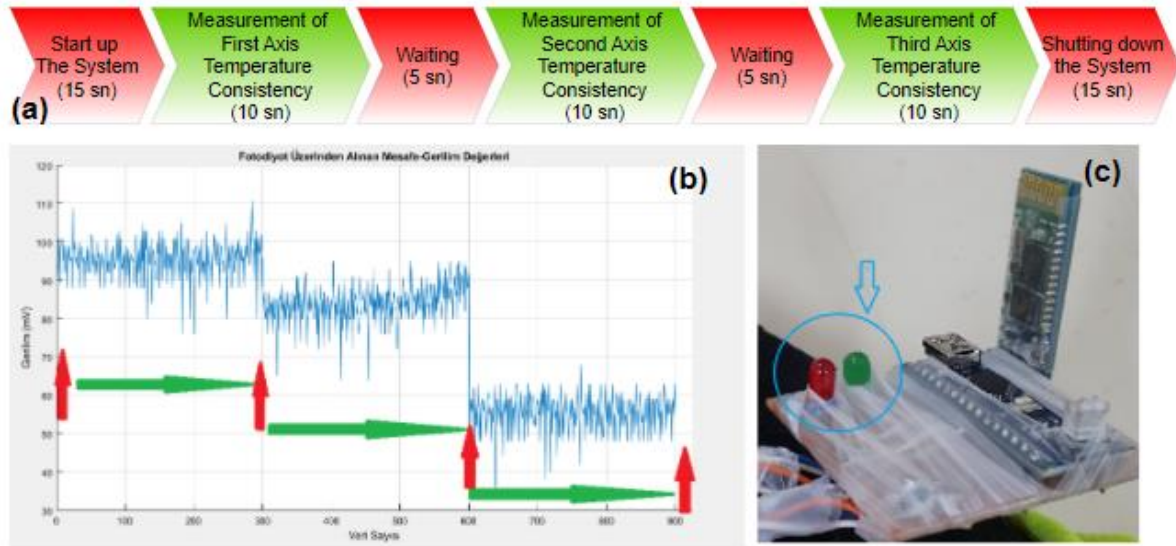 Start up
The System
(15 sn)
Measurement of
First Axis
Temperature
Consistency
(10 sn)
Waiting
(5 sn)
Measurement of
Second Axis
Temperature
Consistency
(10 sn)
Waiting
(5 sn)
Measurement of
Third Axis
Temperature
Consistency
(10 sn)
Shutting down
the System
(15 sn)
(a)
Fotodiyot Üzerinden Alınan Mesafe-Gerilim Değerleri
(b)
Gerilim (mV)
120
110
100
90
80
70
60
50
40
30
0
100
200
300
400
500
600
700
800
900
Veri Sayısı
(c)